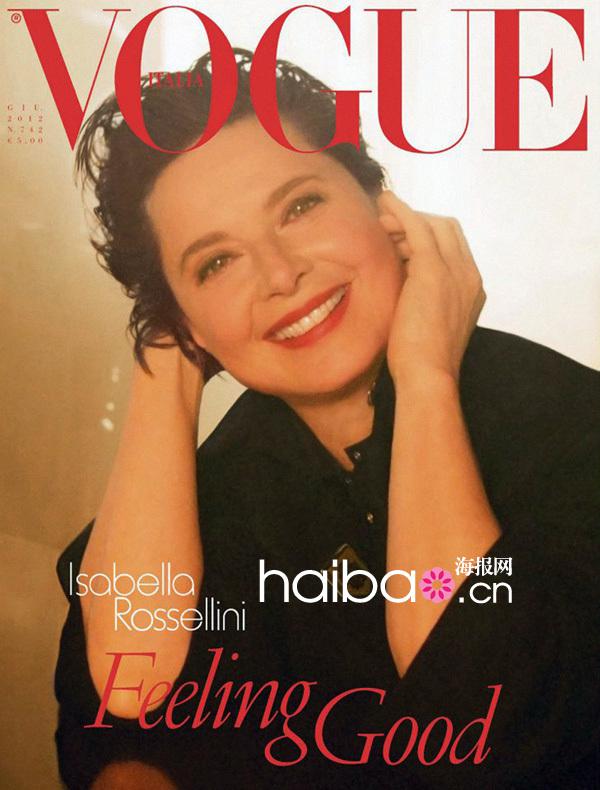 VOGUE
ITALIA
®
GIU.
2012
N.742
€5,00
Isabella
Rossellini
海报网
haibao.cn
Feeling
Good